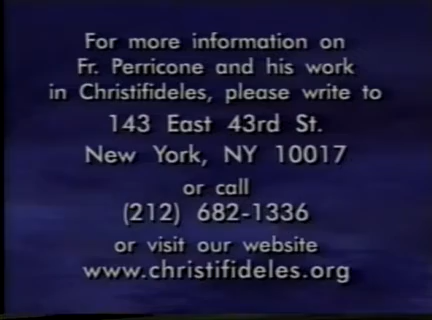 For more information on
Fr. Perricone and his work
in Christifideles, please write to
143 East 43rd St.
New York, NY 10017
or call
(212) 682-1336
or visit our website
www.christifideles.org